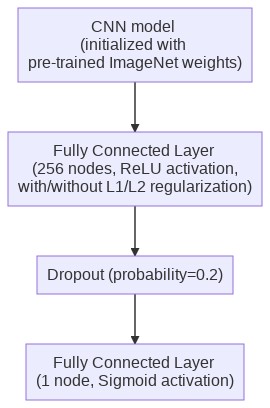 CNN model
(initialized with
pre-trained ImageNet weights)
Fully Connected Layer
(256 nodes, ReLU activation,
with/without L1/L2 regularization)
Dropout (probability=0.2)
Fully Connected Layer
(1 node, Sigmoid activation)